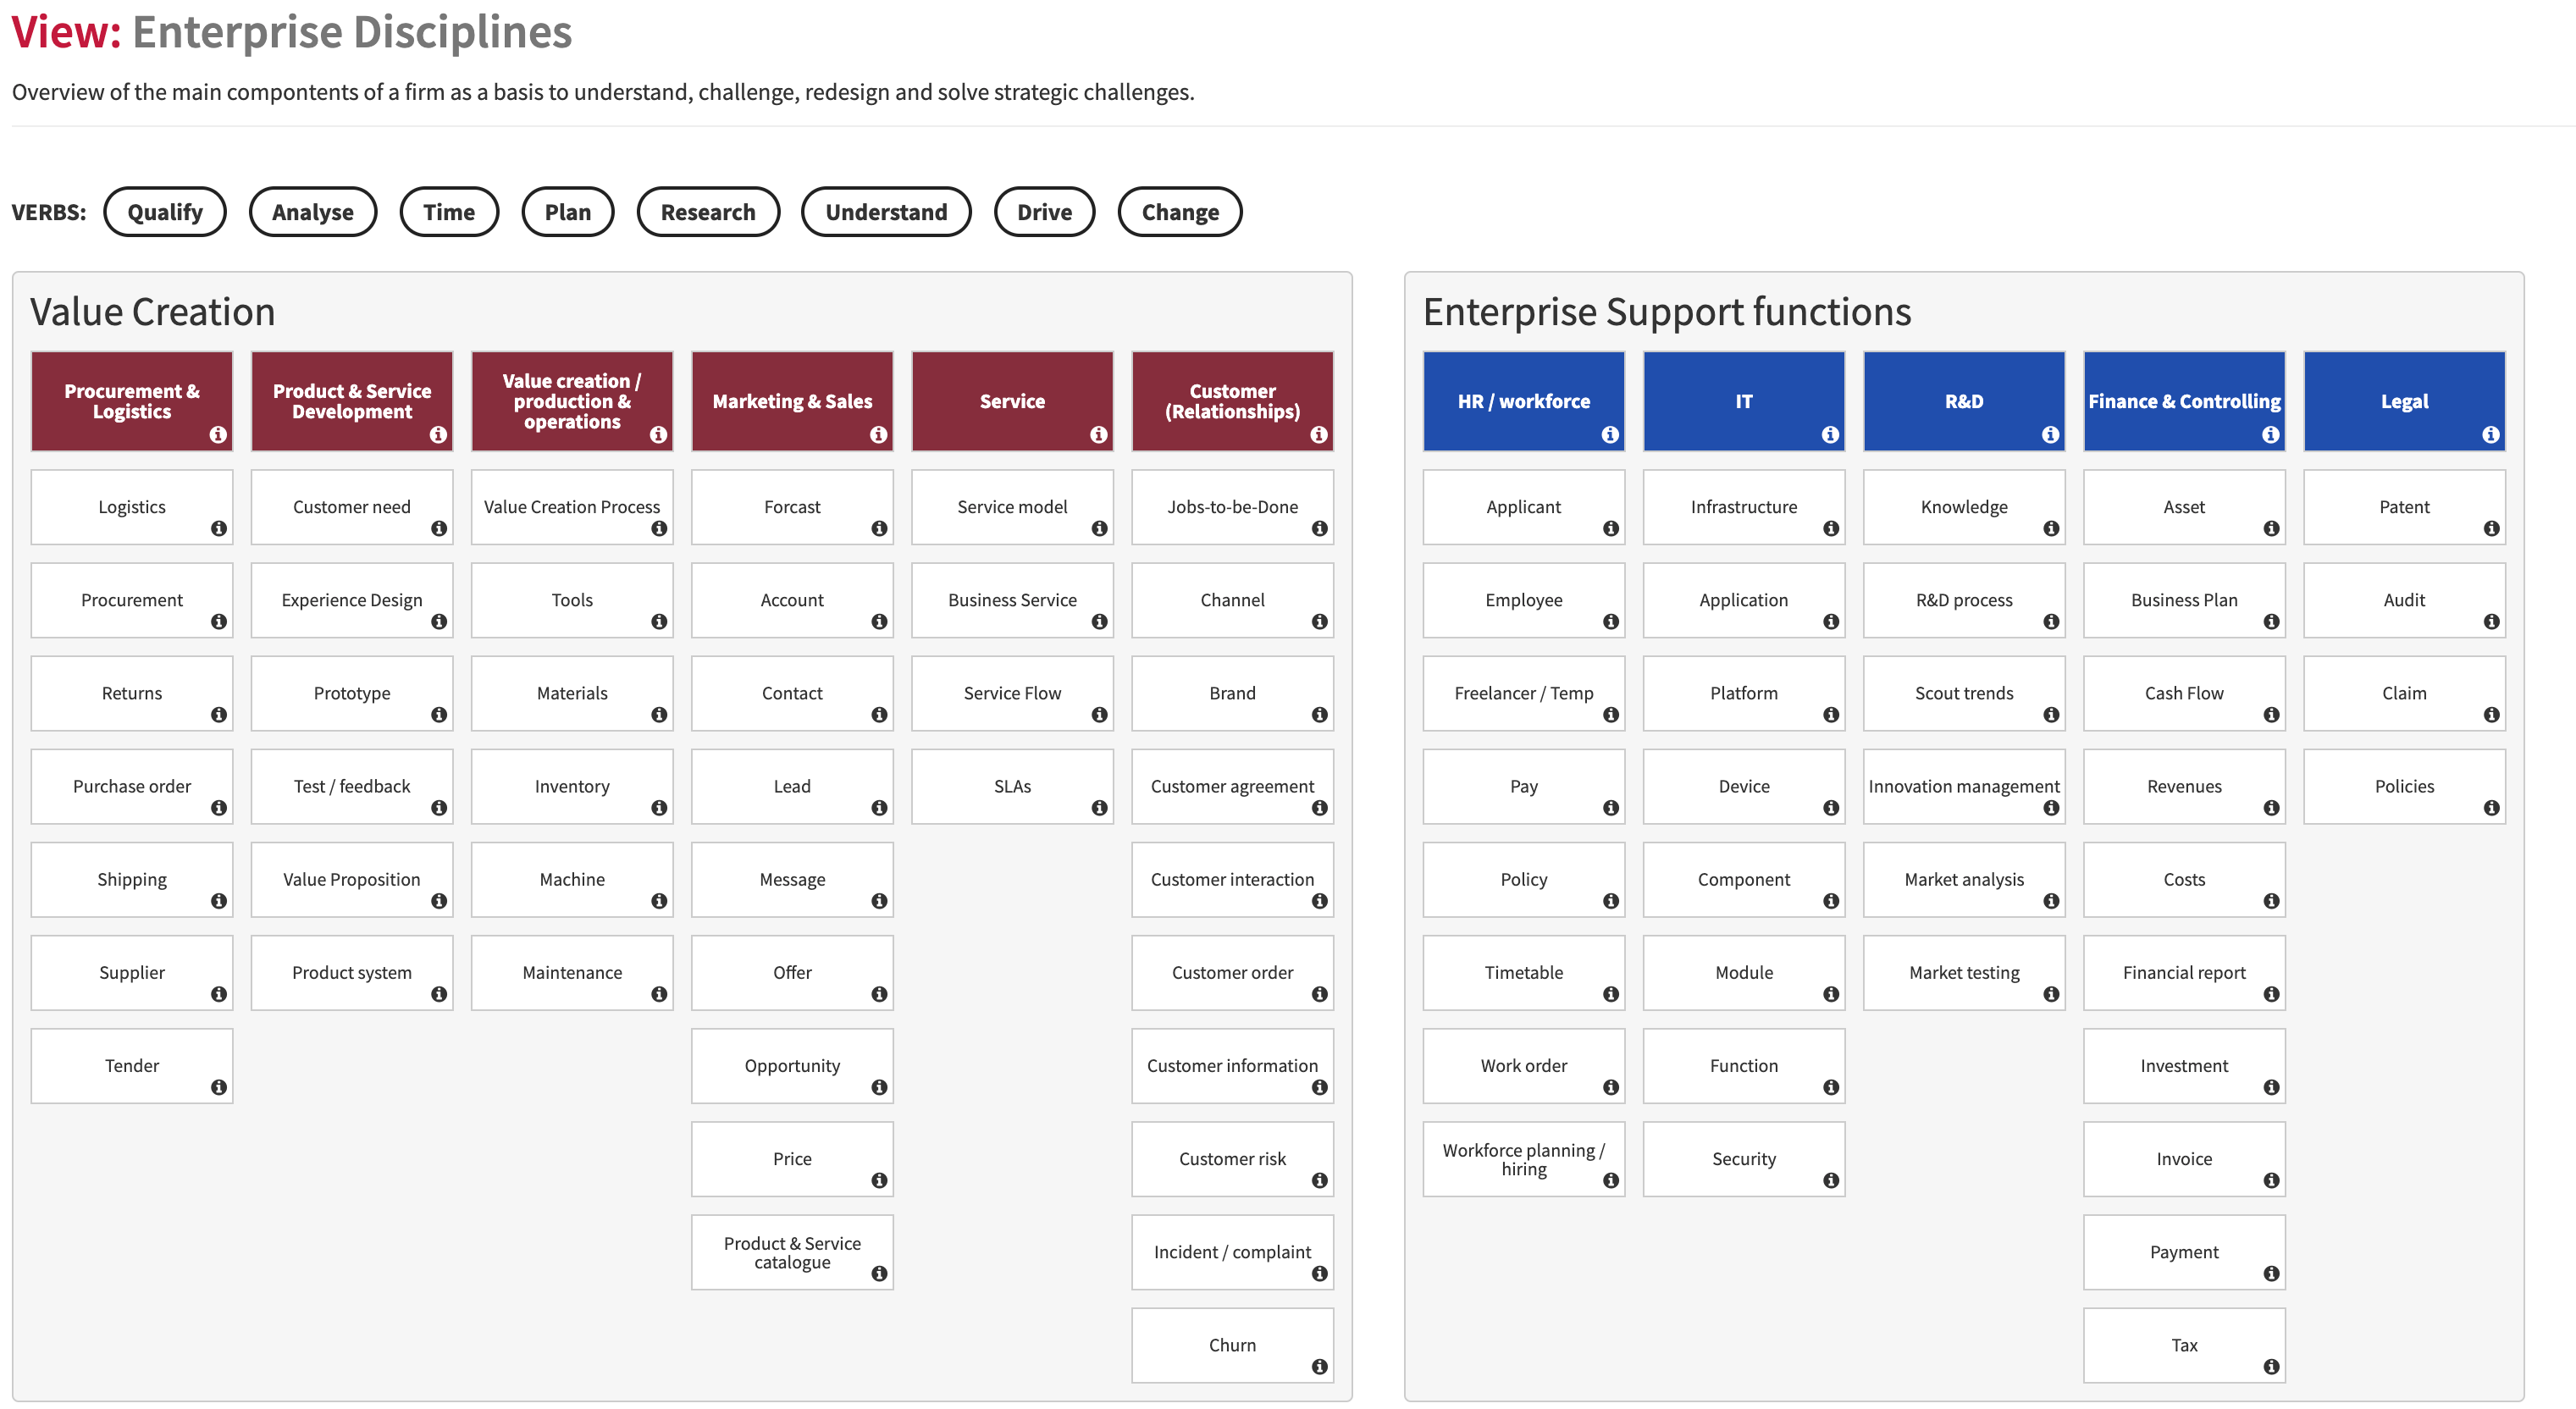 View: Enterprise Disciplines
Overview of the main compontents of a firm as a basis to understand, challenge, redesign and solve strategic challenges.
VERBS: Qualify Analyse Time Plan Research Understand Drive Change
Value Creation
Procurement &
Logistics
Logistics
Procurement
Returns
Purchase order
Shipping
Supplier
Tender
Product & Service
Development
Customer need
Experience Design
Prototype
Test / feedback
Value Proposition
Product system
Value creation /
production &
operations
Value Creation Process
Tools
Materials
Inventory
Machine
Maintenance
Marketing & Sales
Forcast
Account
Contact
Lead
Message
Offer
Opportunity
Price
Product & Service
catalogue
Service
Service model
Business Service
Service Flow
SLAs
Customer
(Relationships)
Jobs-to-be-Done
Channel
Brand
Customer agreement
Customer interaction
Customer order
Customer information
Customer risk
Incident / complaint
Churn
Enterprise Support functions
HR / workforce
Applicant
Employee
Freelancer / Temp
Pay
Policy
Timetable
Work order
Workforce planning /
hiring
IT
Infrastructure
Application
Platform
Device
Component
Module
Function
Security
R&D
Knowledge
R&D process
Scout trends
Innovation management
Market analysis
Market testing
Finance & Controlling
Asset
Business Plan
Cash Flow
Revenues
Costs
Financial report
Investment
Invoice
Payment
Tax
Legal
Patent
Audit
Claim
Policies